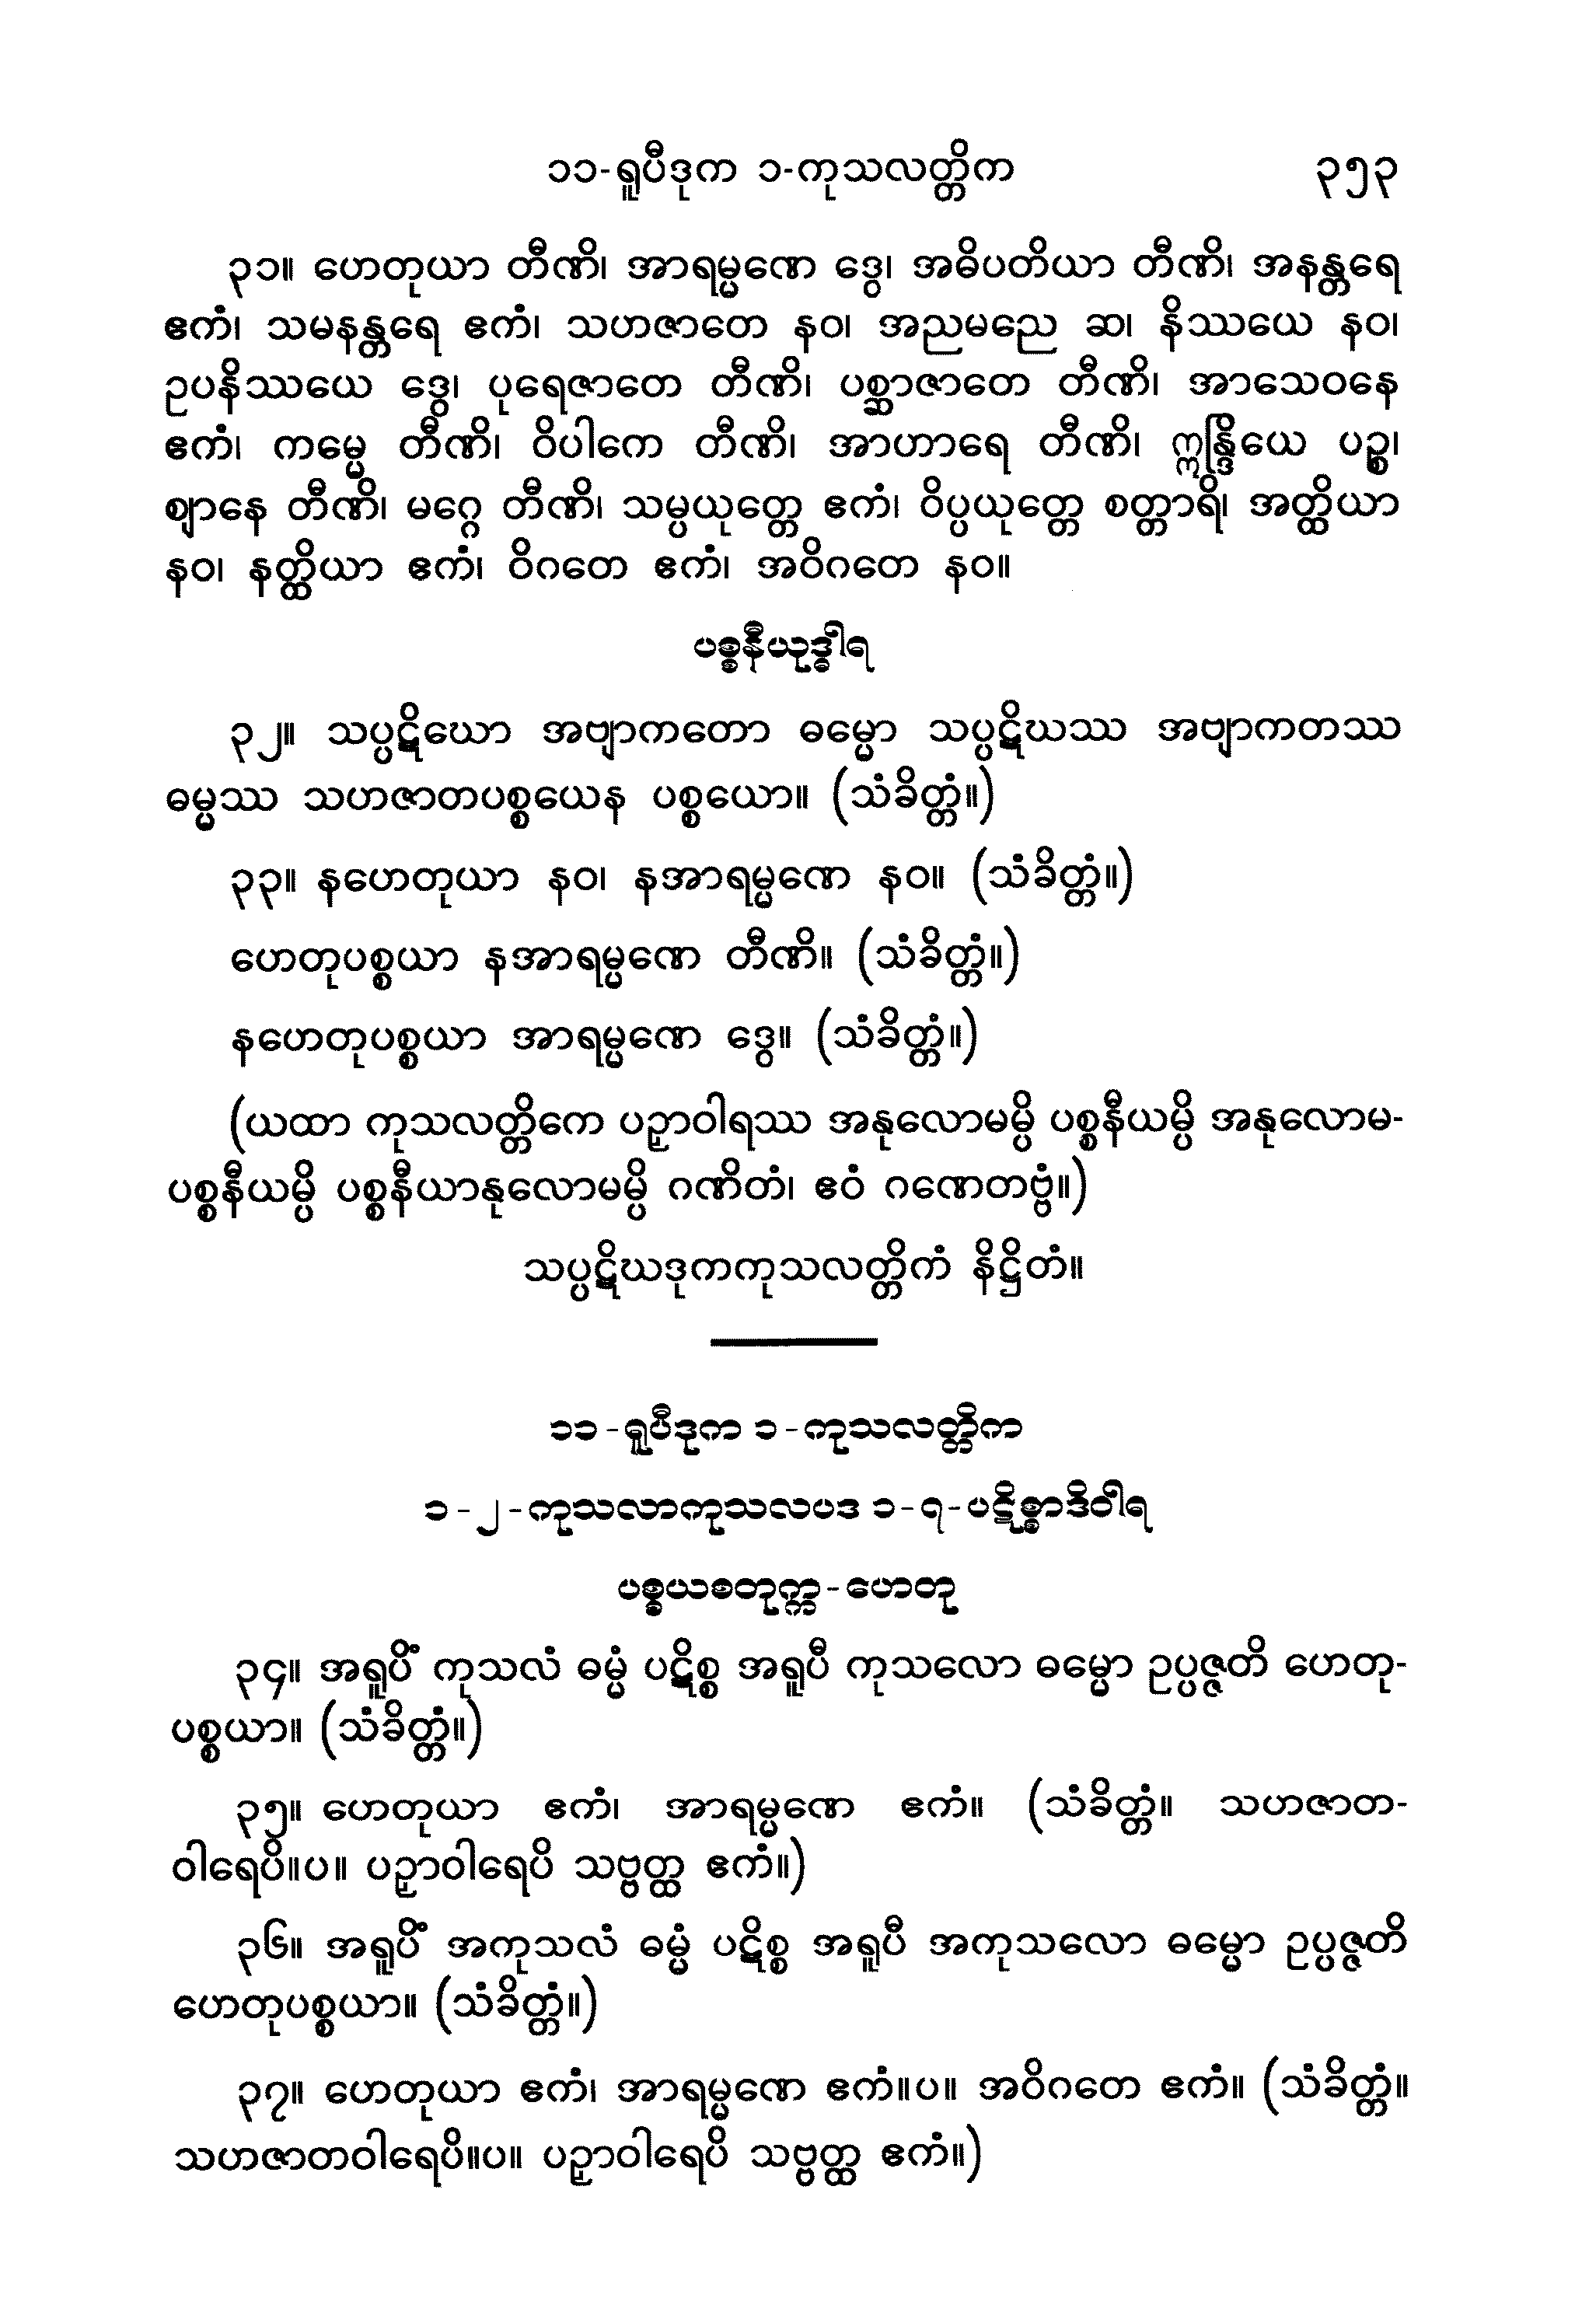 ၁၁-ရူပီဒုက ၁-ကုသလတ္တိက ၃၅၃
၃၁။ ဟေတုယာ တီဏိ၊ အာရမ္မဏေ ဒွေ၊ အဓိပတိယာ တီဏိ၊ အနန္တရေ
ဧကံ၊ သမနန္တရေ ဧကံ၊ သဟဇာတေ နဝ၊ အညမညေ ဆ၊ နိဿယေ နဝ၊
ဥပနိဿယေ ဒွေ၊ ပုရေဇာတေ တီဏိ၊ ပစ္ဆာဇာတေ တီဏိ၊ အာသေဝနေ
ဧကံ၊ ကမ္မေ တီဏိ၊ ဝိပါကေ တီဏိ၊ အာဟာရေ တီဏိ၊ ဣန္ဒြိယေ ပဉ္စ၊
ဈာနေ တီဏိ၊ မဂ္ဂေ တီဏိ၊ သမ္ပယုတ္တေ ဧကံ၊ ဝိပ္ပယုတ္တေ စတ္တာရိ၊ အတ္ထိယာ
နဝ၊ နတ္ထိယာ ဧကံ၊ ဝိဂတေ ဧကံ၊ အဝိဂတေ နဝ။
ပစ္စနီယုဒ္ဓါရ
၃၂။ သပ္ပဋိဃော အဗျာကတော ဓမ္မော သပ္ပဋိဃဿ အဗျာကတဿ
ဓမ္မဿ သဟဇာတပစ္စယေန ပစ္စယော။ (သံခိတ္တံ။)
၃၃။ နဟေတုယာ နဝ၊ နအာရမ္မဏေ နဝ။ (သံခိတ္တံ။)
ဟေတုပစ္စယာ နအာရမ္မဏေ တီဏိ။ (သံခိတ္တံ။)
နဟေတုပစ္စယာ အာရမ္မဏေ ဒွေ။ (သံခိတ္တံ။)
(ယထာ ကုသလတ္တိကေ ပဉှာဝါရဿ အနုလောမမ္ပိ ပစ္စနီယမ္ပိ အနုလောမ-
ပစ္စနီယမ္ပိ ပစ္စနီယာနုလောမမ္ပိ ဂဏိတံ၊ ဧဝံ ဂဏေတဗ္ဗံ။)
သပ္ပဋိဃဒုကကုသလတ္တိကံ နိဋ္ဌိတံ။
၁၁-ရူပီဒုက ၁-ကုသလတ္တိက
၁-၂-ကုသလာကုသလပဒ ၁-၇-ပဋိစ္စာဒိဝါရ
ပစ္စယစတုက္က-ဟေတု
၃၄။ အရူပိံ ကုသလံ ဓမ္မံ ပဋိစ္စ အရူပီ ကုသလော ဓမ္မော ဥပ္ပဇ္ဇတိ ဟေတု-
ပစ္စယာ။ (သံခိတ္တံ။)
၃၅။ ဟေတုယာ ဧကံ၊ အာရမ္မဏေ ဧကံ။ (သံခိတ္တံ။ သဟဇာတ-
ဝါရေပိ။ပ။ ပဉှာဝါရေပိ သဗ္ဗတ္ထ ဧကံ။)
၃၆။ အရူပိံ အကုသလံ ဓမ္မံ ပဋိစ္စ အရူပီ အကုသလော ဓမ္မော ဥပ္ပဇ္ဇတိ
ဟေတုပစ္စယာ။ (သံခိတ္တံ။)
၃၇။ ဟေတုယာ ဧကံ၊ အာရမ္မဏေ ဧကံ။ပ။ အဝိဂတေ ဧကံ။ (သံခိတ္တံ။
သဟဇာတဝါရေပိ။ပ။ ပဉှာဝါရေပိ သဗ္ဗတ္ထ ဧကံ။)